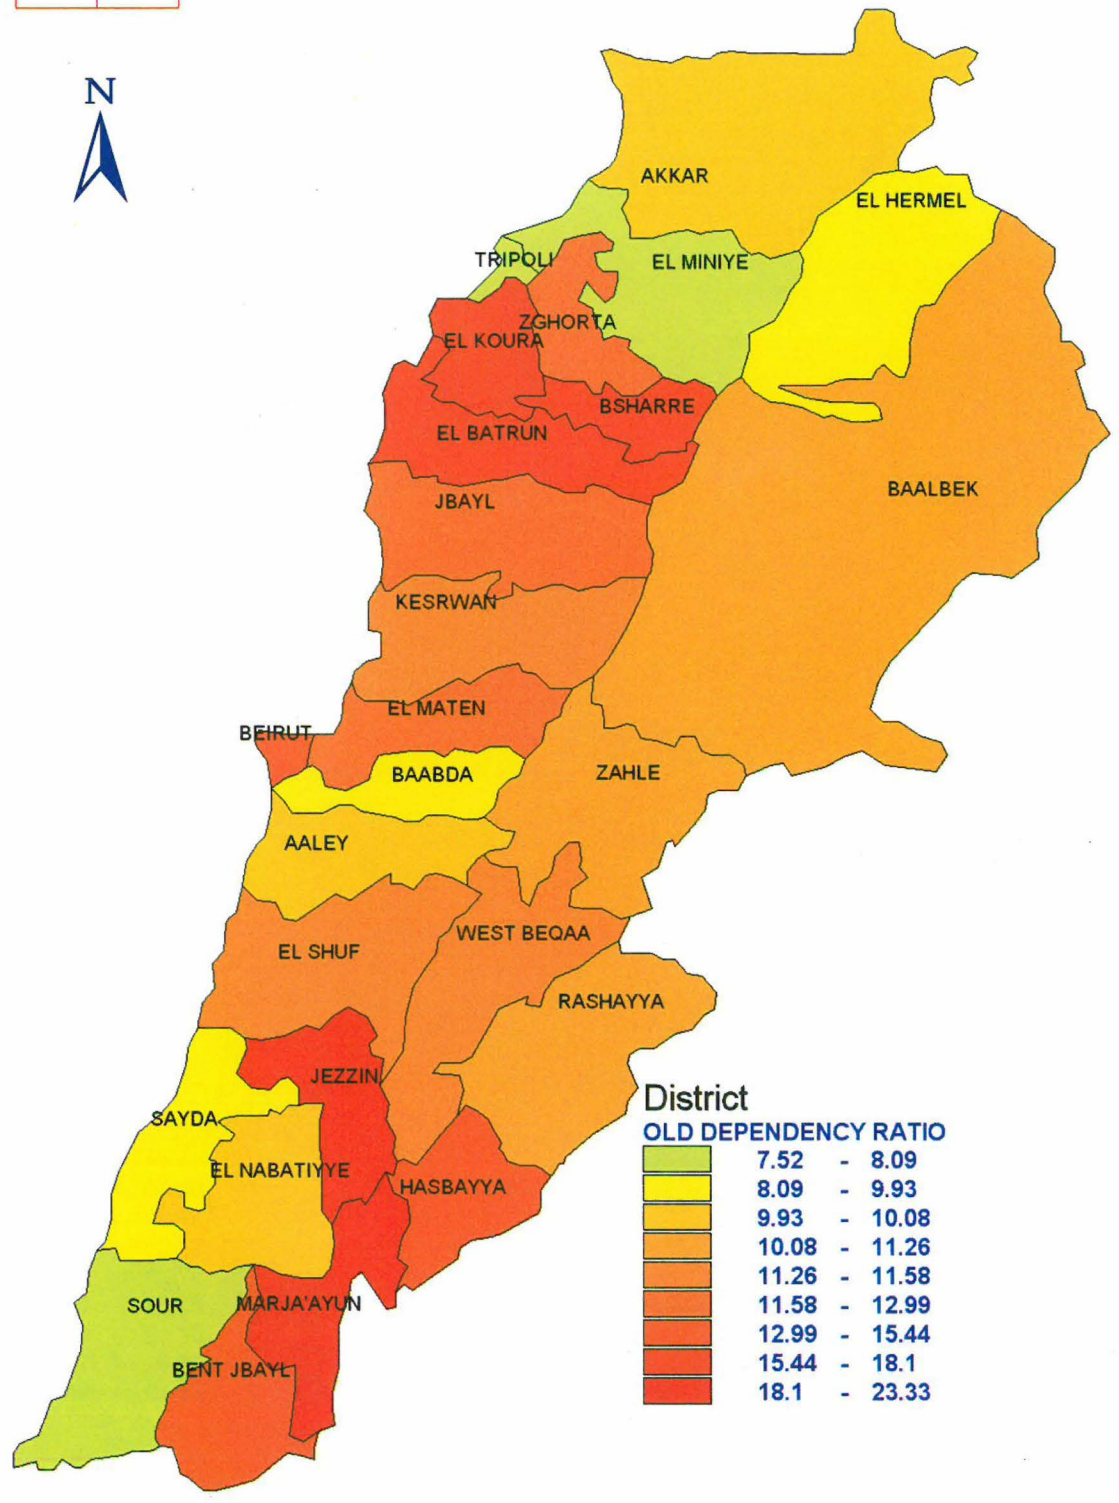 N
AKKAR
EL HERMEL
TRIPOLI
EL MINIYE
ZGHORTA
EL KOURA
BSHARRE
EL BATRUN
BAALBEK
JBAYL
KESRWAN
EL MATEN
BEIRUT
BAABDA
ZAHLE
AALEY
WEST BEQAA
EL SHUF
RASHAYYA
JEZZIN
SAYDA
EL NABATIYYE
HASBAYYA
SOUR
MARJA'AYUN
BENT JBAYL
District
OLD DEPENDENCY RATIO
7.52 - 8.09
8.09 - 9.93
9.93 - 10.08
10.08 - 11.26
11.26 - 11.58
11.58 - 12.99
12.99 - 15.44
15.44 - 18.1
18.1 - 23.33